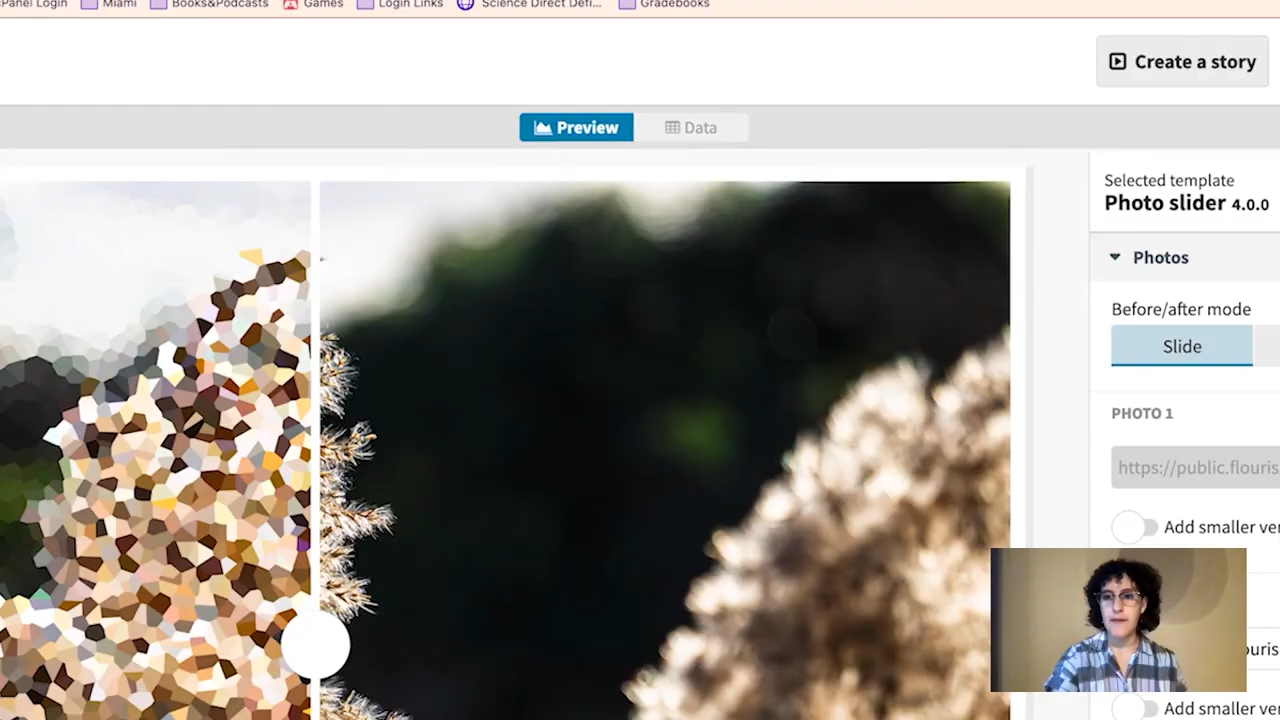 Panel Login Miami Books&Podcasts Games Login Links Science Direct Defi... Gradebooks
Create a story
Preview Data
Selected template
Photo slider 4.0.0
Photos
Before/after mode
Slide
PHOTO 1
https://public.flouris
Add smaller ver
ouris
Add smaller ver